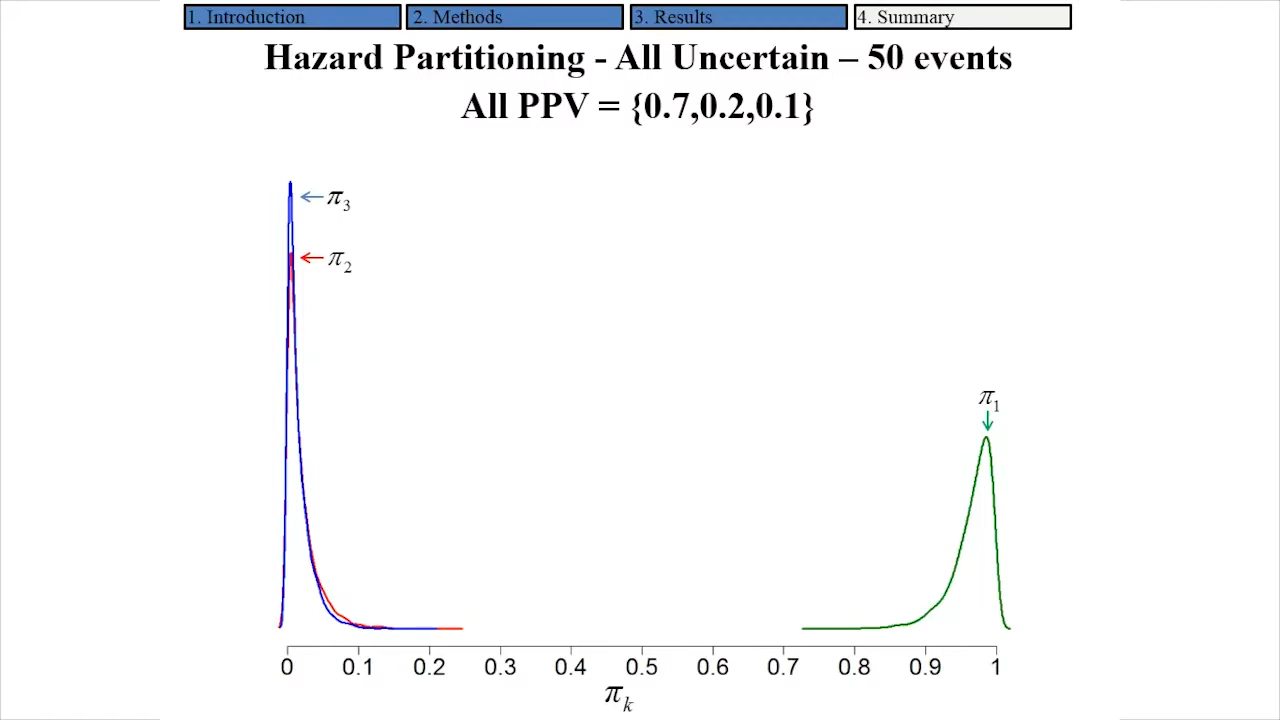 1. Introduction
2. Methods
3. Results
4. Summary
Hazard Partitioning - All Uncertain – 50 events
All PPV = {0.7,0.2,0.1}
π3
π2
π1
0 0.1 0.2 0.3 0.4 0.5 0.6 0.7 0.8 0.9 1
πk